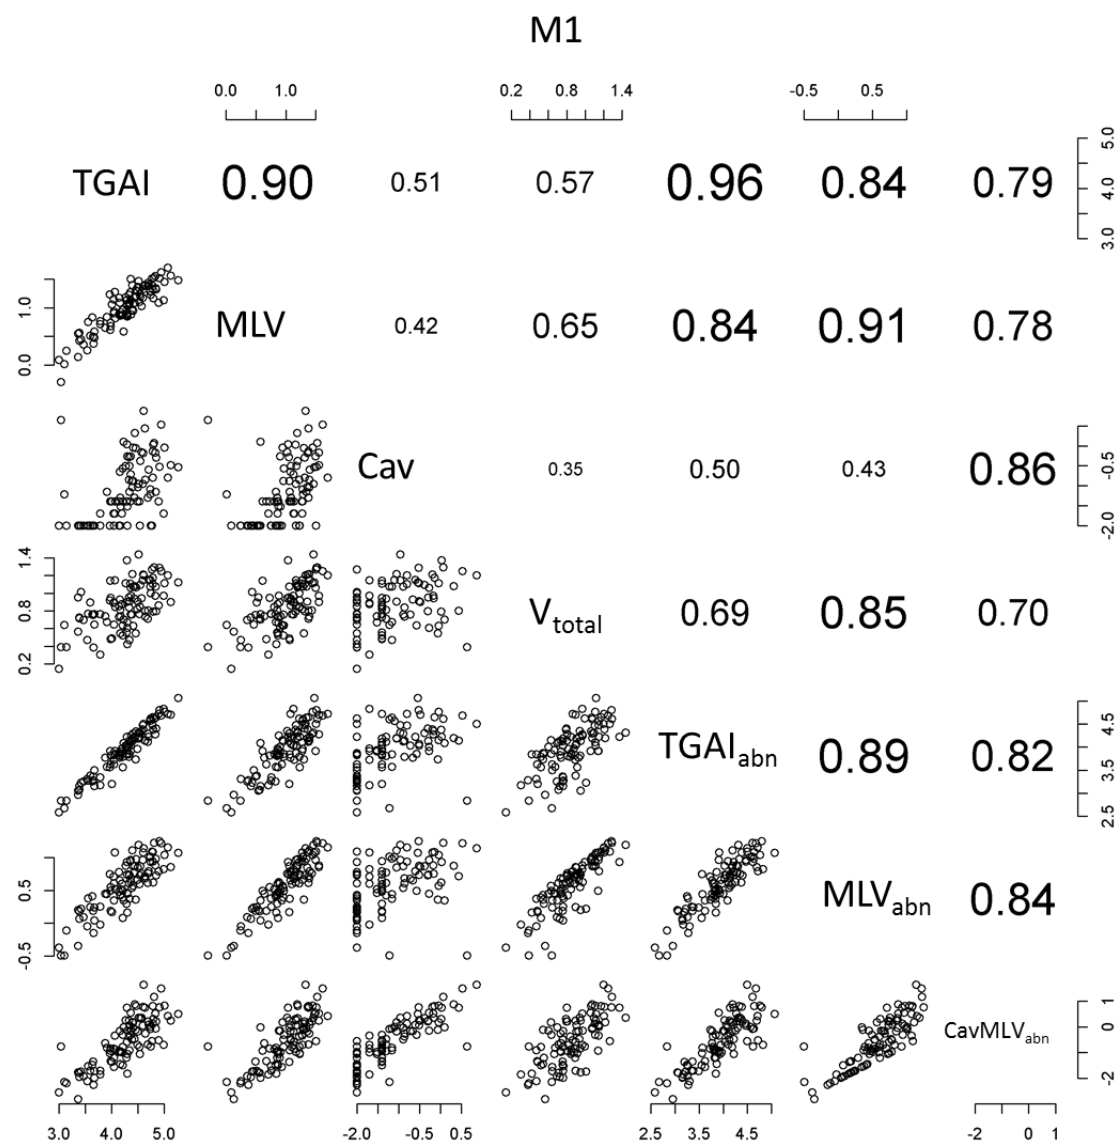 M1
0.0 1.0 0.2 0.8 1.4 -0.5 0.5
TGAI 0.90 0.51 0.57 0.96 0.84 0.79 3.0 4.0 5.0
0.0 1.0 MLV 0.42 0.65 0.84 0.91 0.78
Cav 0.35 0.50 0.43 0.86 -2.0 -0.5
0.2 0.8 1.4 Vtotal 0.69 0.85 0.70
TGAIabn 0.89 0.82 2.5 3.5 4.5
-0.5 0.5 MLVabn 0.84
CavMLVabn -2 0 1
3.0 4.0 5.0 -2.0 -0.5 0.5 2.5 3.5 4.5 -2 0 1